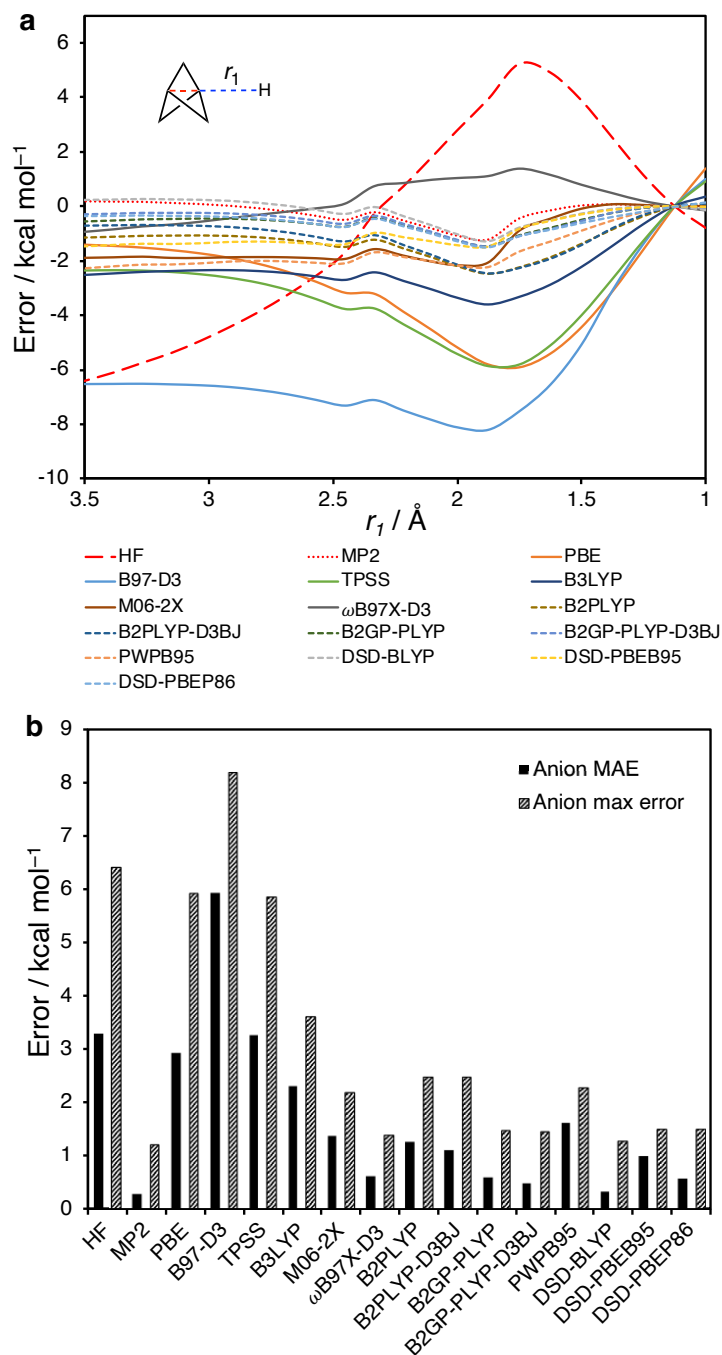 a
6
4
2
0
-2
-4
-6
-8
-10
Error / kcal mol⁻¹
r₁
H
3.5 3 2.5 2 1.5 1
r₁ / Å
HF MP2 PBE
B97-D3 TPSS B3LYP
M06-2X ωB97X-D3 B2PLYP
B2PLYP-D3BJ B2GP-PLYP B2GP-PLYP-D3BJ
PWPB95 DSD-BLYP DSD-PBEB95
DSD-PBEP86
b
9
8
7
6
5
4
3
2
1
0
Error / kcal mol⁻¹
Anion MAE
Anion max error
HF
MP2
PBE
B97-D3
TPSS
B3LYP
M06-2X
ωB97X-D3
B2PLYP
B2PLYP-D3BJ
B2GP-PLYP
B2GP-PLYP-D3BJ
PWPB95
DSD-BLYP
DSD-PBEB95
DSD-PBEP86